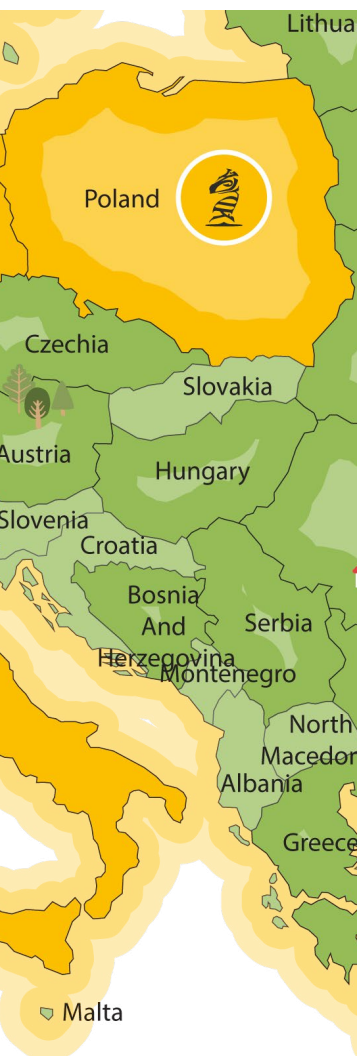 Lithua
Poland
Czechia
Slovakia
Austria
Hungary
Slovenia
Croatia
Bosnia
And
Herzegovina
Serbia
Montenegro
North
Macedon
Albania
Greece
Malta